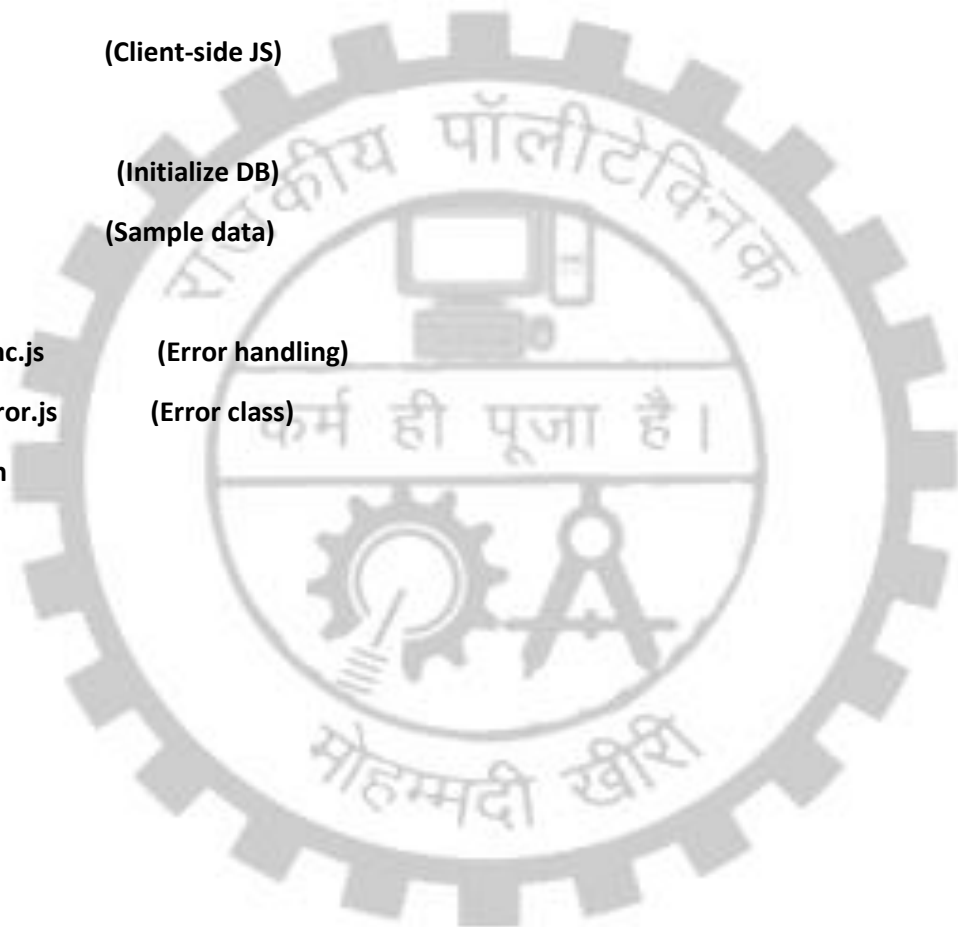 (Client-side JS)
राजकीय पॉलीटेक्निक
(Initialize DB)
(Sample data)
nc.js (Error handling)
ror.js (Error class)
कर्म ही पूजा है।
n
मोहम्मदी खीरी